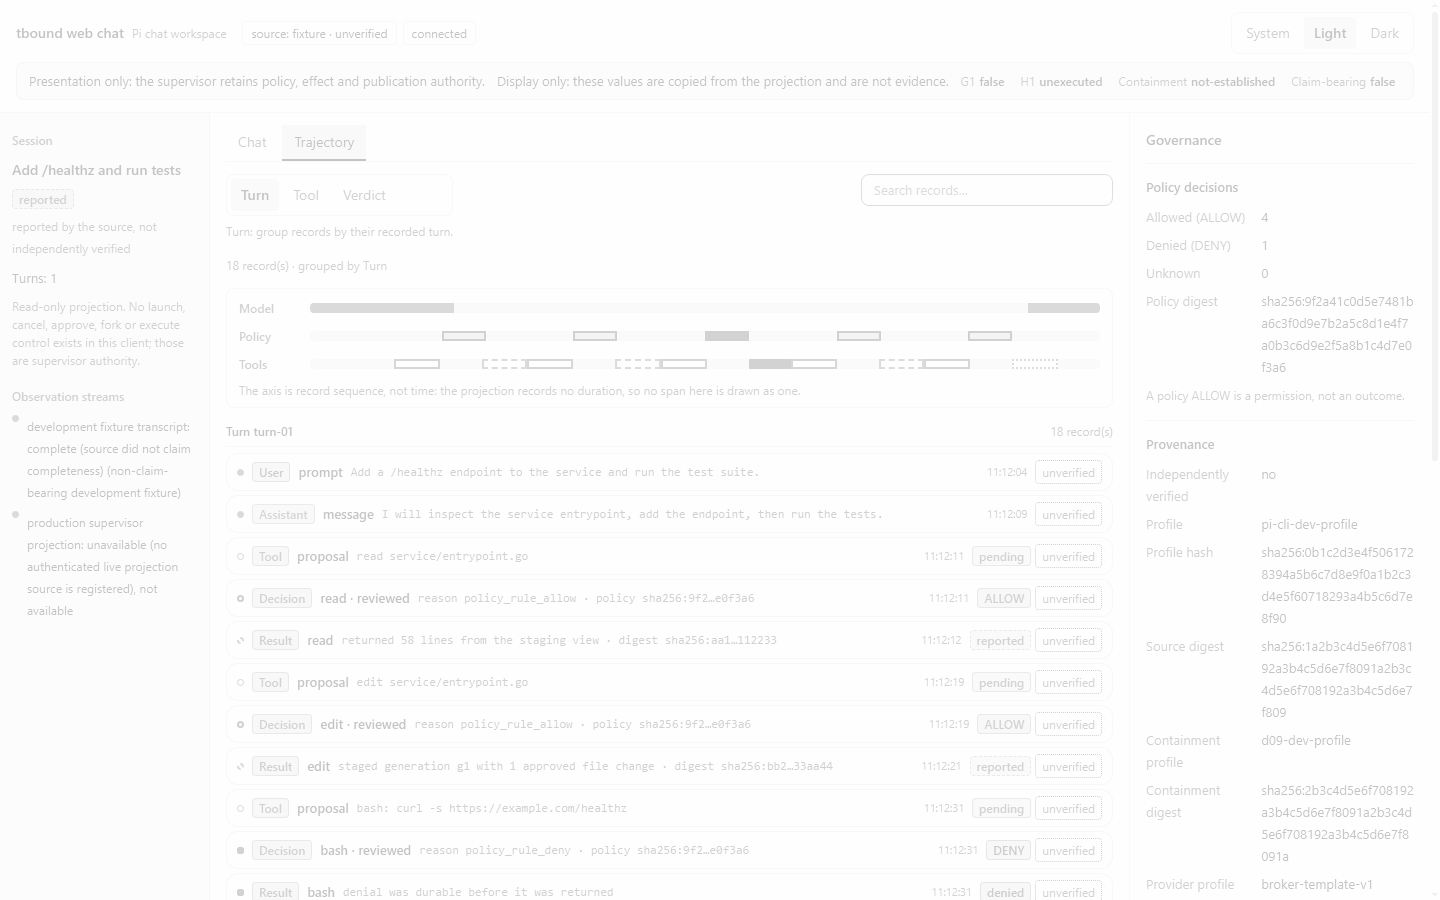 tbound web chat Pi chat workspace source: fixture · unverified connected System Light Dark
Presentation only: the supervisor retains policy, effect and publication authority. Display only: these values are copied from the projection and are not evidence. G1 false H1 unexecuted Containment not-established Claim-bearing false
Session
Add /healthz and run tests
reported
reported by the source, not
independently verified
Turns: 1
Read-only projection. No launch,
cancel, approve, fork or execute
control exists in this client; those
are supervisor authority.
Observation streams
development fixture transcript:
complete (source did not claim
completeness) (non-claim-
bearing development fixture)
production supervisor
projection: unavailable (no
authenticated live projection
source is registered), not
available
Chat Trajectory
Turn Tool Verdict
Search records...
Turn: group records by their recorded turn.
18 record(s) · grouped by Turn
Model
Policy
Tools
The axis is record sequence, not time: the projection records no duration, so no span here is drawn as one.
Turn turn-01 18 record(s)
User prompt Add a /healthz endpoint to the service and run the test suite. 11:12:04 unverified
Assistant message I will inspect the service entrypoint, add the endpoint, then run the tests. 11:12:09 unverified
Tool proposal read service/entrypoint.go 11:12:11 pending unverified
Decision read · reviewed reason policy_rule_allow · policy sha256:9f2…e0f3a6 11:12:11 ALLOW unverified
Result read returned 58 lines from the staging view · digest sha256:aa1…112233 11:12:12 reported unverified
Tool proposal edit service/entrypoint.go 11:12:19 pending unverified
Decision edit · reviewed reason policy_rule_allow · policy sha256:9f2…e0f3a6 11:12:19 ALLOW unverified
Result edit staged generation g1 with 1 approved file change · digest sha256:bb2…33aa44 11:12:21 reported unverified
Tool proposal bash: curl -s https://example.com/healthz 11:12:31 pending unverified
Decision bash · reviewed reason policy_rule_deny · policy sha256:9f2…e0f3a6 11:12:31 DENY unverified
Result bash denial was durable before it was returned 11:12:31 denied unverified
Governance
Policy decisions
Allowed (ALLOW) 4
Denied (DENY) 1
Unknown 0
Policy digest sha256:9f2a41c0d5e7481b
a6c3f0d9e7b2a5c8d1e4f7
a0b3c6d9e2f5a8b1c4d7e0
f3a6
A policy ALLOW is a permission, not an outcome.
Provenance
Independently no
verified
Profile pi-cli-dev-profile
Profile hash sha256:0b1c2d3e4f506172
8394a5b6c7d8e9f0a1b2c3
d4e5f60718293a4b5c6d7e
8f90
Source digest sha256:1a2b3c4d5e6f7081
92a3b4c5d6e7f8091a2b3c
4d5e6f708192a3b4c5d6e7
f809
Containment d09-dev-profile
profile
Containment sha256:2b3c4d5e6f708192
digest a3b4c5d6e7f8091a2b3c4d
5e6f708192a3b4c5d6e7f8
091a
Provider profile broker-template-v1